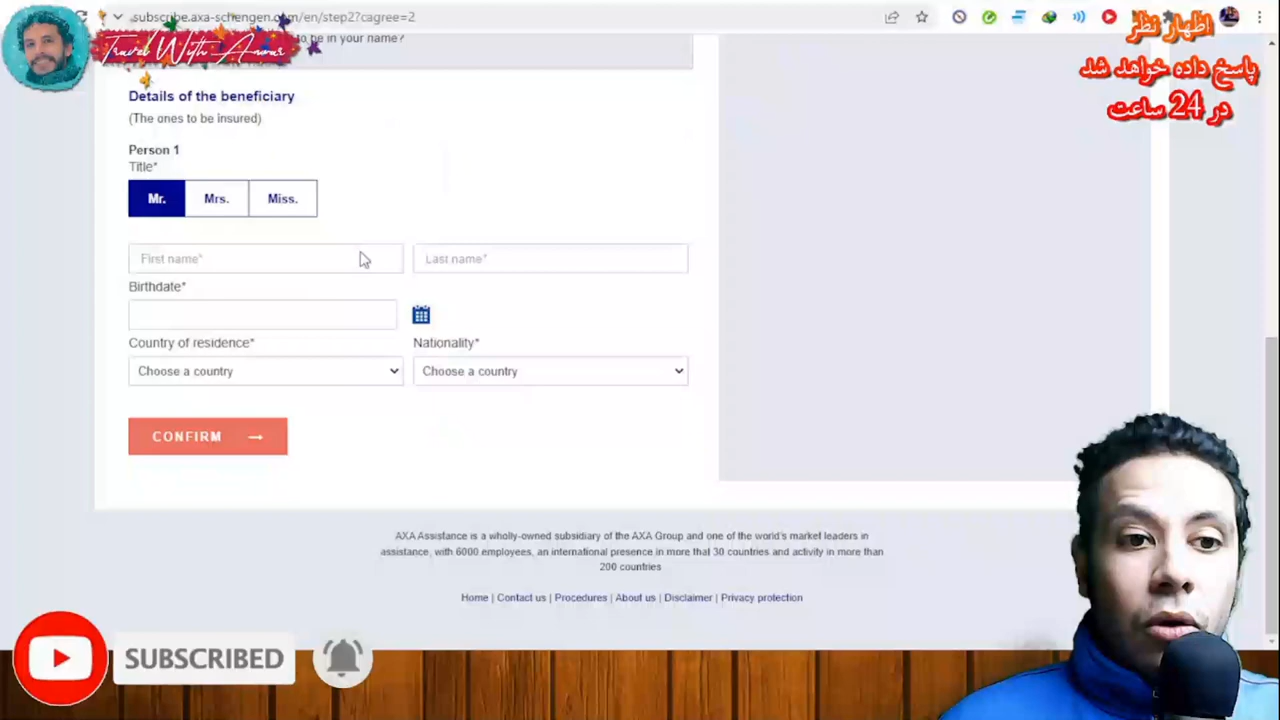 subscribe.axa-schengen.com/en/step2?cagree=2
Travel With Anwar
to be in your name?
اظهار نظر
پاسخ داده خواهد شد
در 24 ساعت
Details of the beneficiary
(The ones to be insured)
Person 1
Title*
Mr. Mrs. Miss.
First name* Last name*
Birthdate*
Country of residence* Nationality*
Choose a country Choose a country
CONFIRM →
AXA Assistance is a wholly-owned subsidiary of the AXA Group and one of the world's market leaders in
assistance, with 6000 employees, an international presence in more that 30 countries and activity in more than
200 countries
Home | Contact us | Procedures | About us | Disclaimer | Privacy protection
SUBSCRIBED